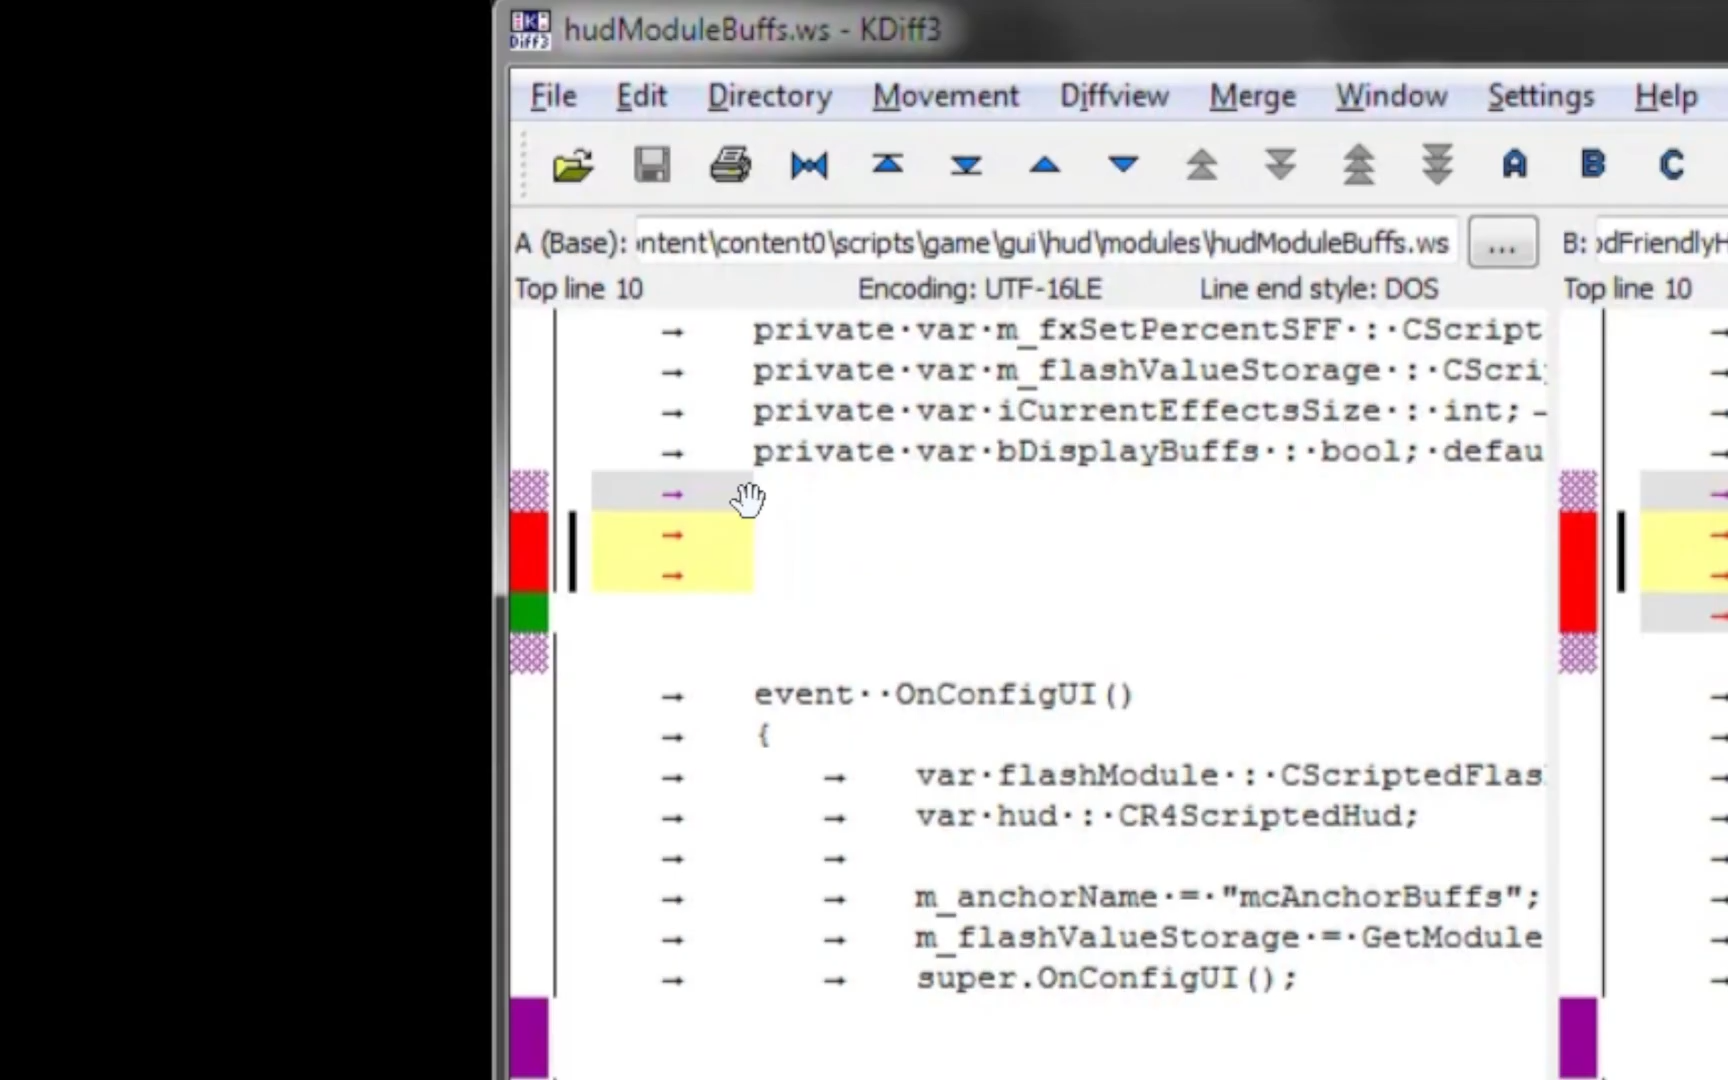 hudModuleBuffs.ws - KDiff3
File Edit Directory Movement Diffview Merge Window Settings Help
A B C
A (Base): ontent\content0\scripts\game\gui\hud\modules\hudModuleBuffs.ws ... B: odFriendlyH
Top line 10 Encoding: UTF-16LE Line end style: DOS Top line 10
→ private·var·m_fxSetPercentSFF·:·CScript
→ private·var·m_flashValueStorage·:·CScri
→ private·var·iCurrentEffectsSize·:·int;
→ private·var·bDisplayBuffs·:·bool;·defau
→ event··OnConfigUI()
→ {
→ → var·flashModule·:·CScriptedFlas
→ → var·hud·:·CR4ScriptedHud;
→ → m_anchorName·=·"mcAnchorBuffs";
→ → m_flashValueStorage·=·GetModule
→ → super.OnConfigUI();